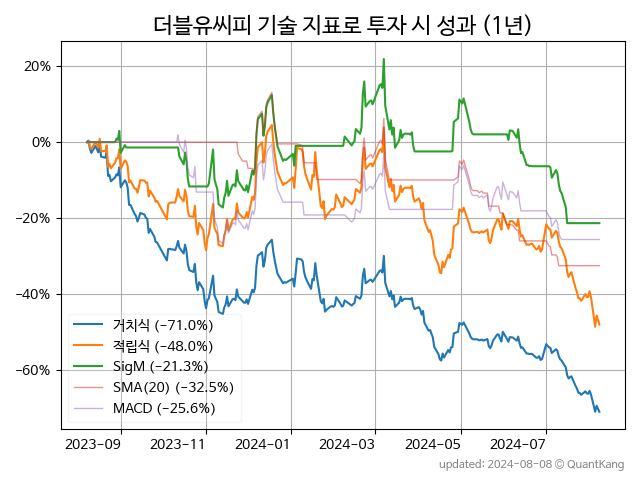 더블유씨피 기술 지표로 투자 시 성과 (1년)
20%
0%
−20%
−40%
−60%
거치식 (−71.0%)
적립식 (−48.0%)
SigM (−21.3%)
SMA(20) (−32.5%)
MACD (−25.6%)
2023-09 2023-11 2024-01 2024-03 2024-05 2024-07
updated: 2024-08-08 © QuantKang